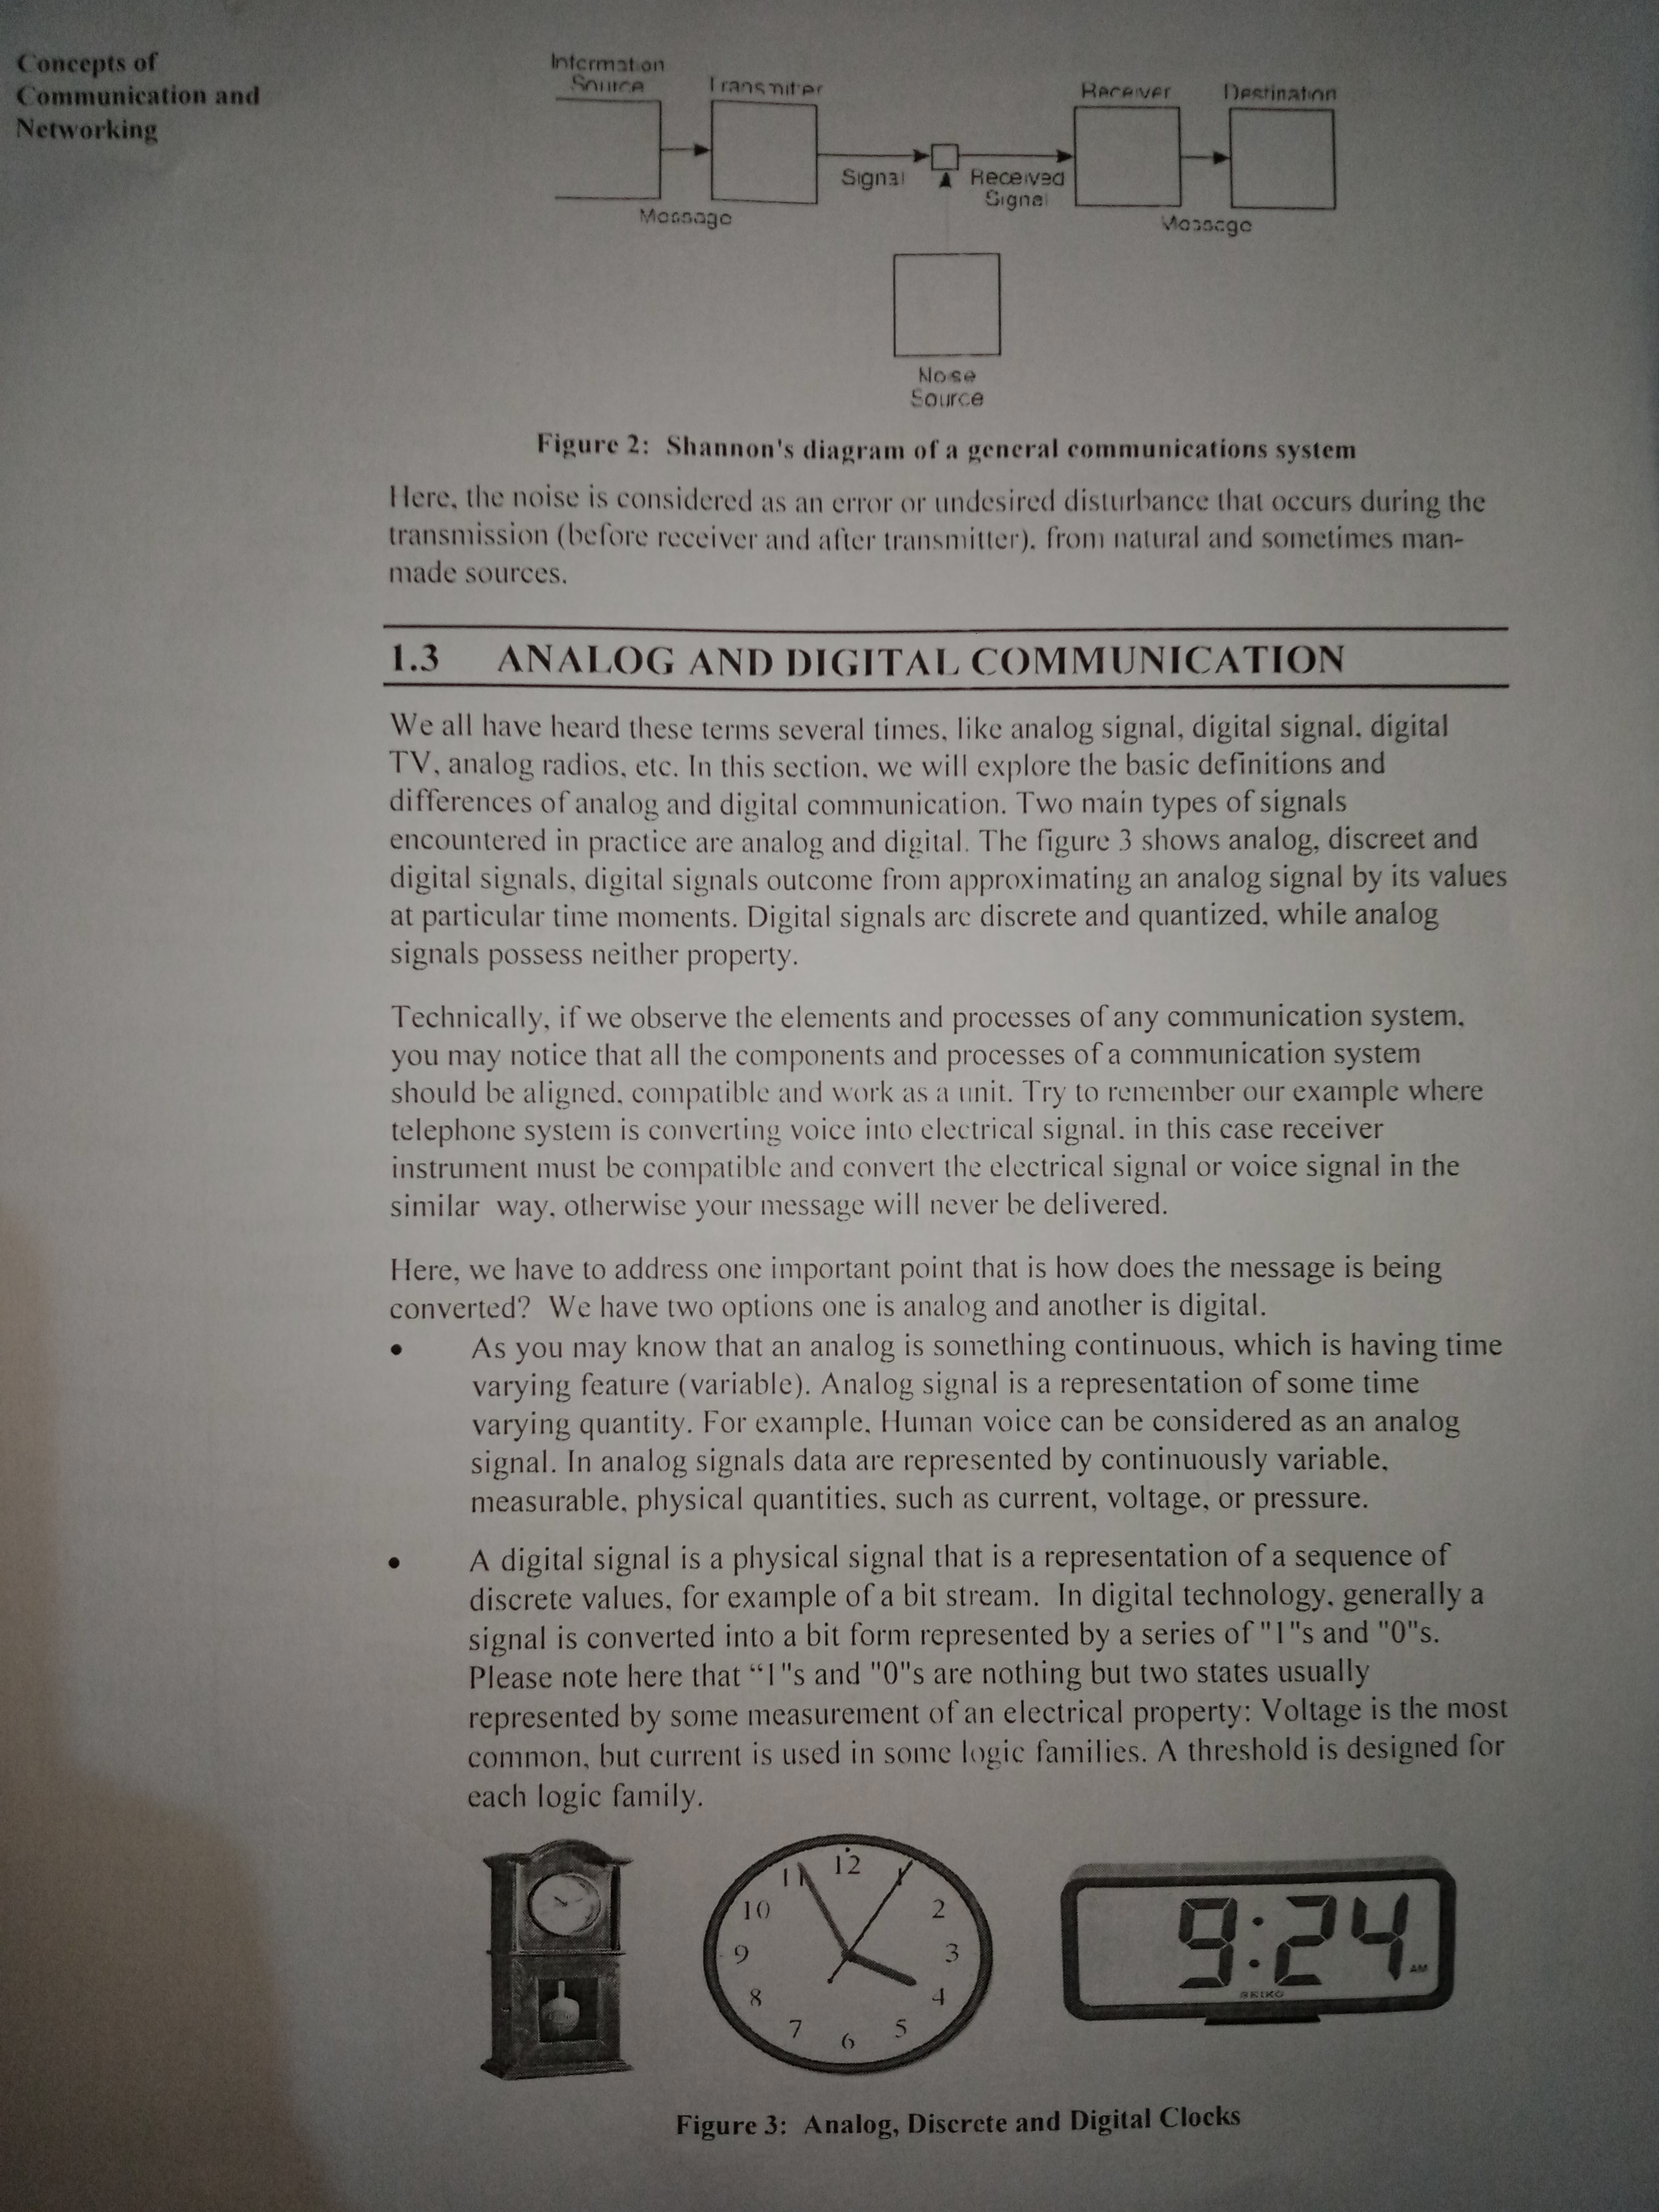 Concepts of
Communication and
Networking
Information
Source
Transmitter
Receiver
Destination
Signal
Received
Signal
Message
Message
Noise
Source
Figure 2: Shannon's diagram of a general communications system
Here, the noise is considered as an error or undesired disturbance that occurs during the
transmission (before receiver and after transmitter), from natural and sometimes man-
made sources.
1.3 ANALOG AND DIGITAL COMMUNICATION
We all have heard these terms several times, like analog signal, digital signal, digital
TV, analog radios, etc. In this section, we will explore the basic definitions and
differences of analog and digital communication. Two main types of signals
encountered in practice are analog and digital. The figure 3 shows analog, discreet and
digital signals, digital signals outcome from approximating an analog signal by its values
at particular time moments. Digital signals are discrete and quantized, while analog
signals possess neither property.
Technically, if we observe the elements and processes of any communication system,
you may notice that all the components and processes of a communication system
should be aligned, compatible and work as a unit. Try to remember our example where
telephone system is converting voice into electrical signal, in this case receiver
instrument must be compatible and convert the electrical signal or voice signal in the
similar way, otherwise your message will never be delivered.
Here, we have to address one important point that is how does the message is being
converted? We have two options one is analog and another is digital.
• As you may know that an analog is something continuous, which is having time
varying feature (variable). Analog signal is a representation of some time
varying quantity. For example, Human voice can be considered as an analog
signal. In analog signals data are represented by continuously variable,
measurable, physical quantities, such as current, voltage, or pressure.
• A digital signal is a physical signal that is a representation of a sequence of
discrete values, for example of a bit stream. In digital technology, generally a
signal is converted into a bit form represented by a series of "1"s and "0"s.
Please note here that “1"s and "0"s are nothing but two states usually
represented by some measurement of an electrical property: Voltage is the most
common, but current is used in some logic families. A threshold is designed for
each logic family.
12
11
1
10
2
9
3
8
4
7
5
6
9:24
AM
SEIKO
Figure 3: Analog, Discrete and Digital Clocks